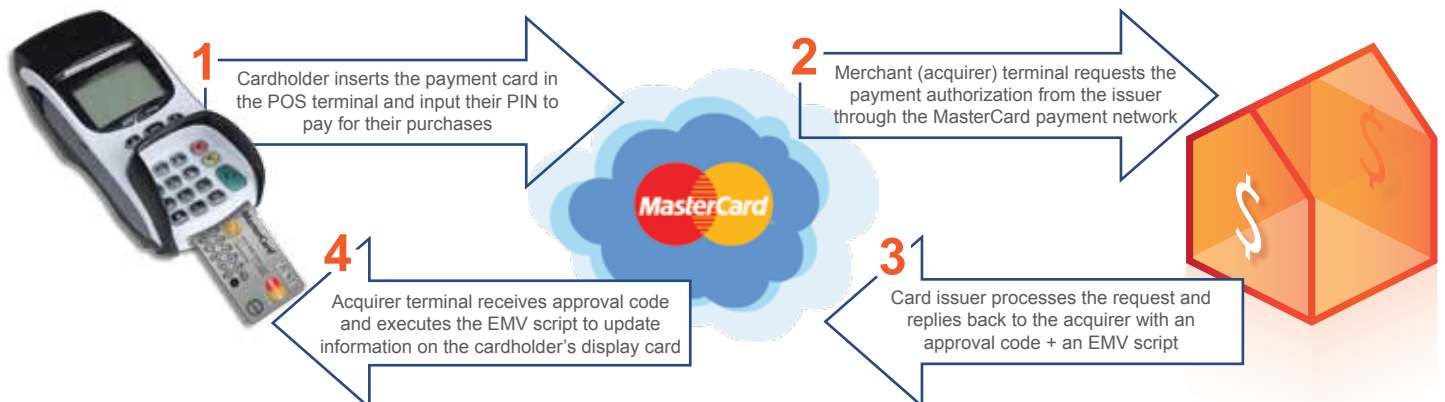 1
Cardholder inserts the payment card in
the POS terminal and input their PIN to
pay for their purchases
2
Merchant (acquirer) terminal requests the
payment authorization from the issuer
through the MasterCard payment network
MasterCard
$
$
3
Card issuer processes the request and
replies back to the acquirer with an
approval code + an EMV script
4
Acquirer terminal receives approval code
and executes the EMV script to update
information on the cardholder's display card